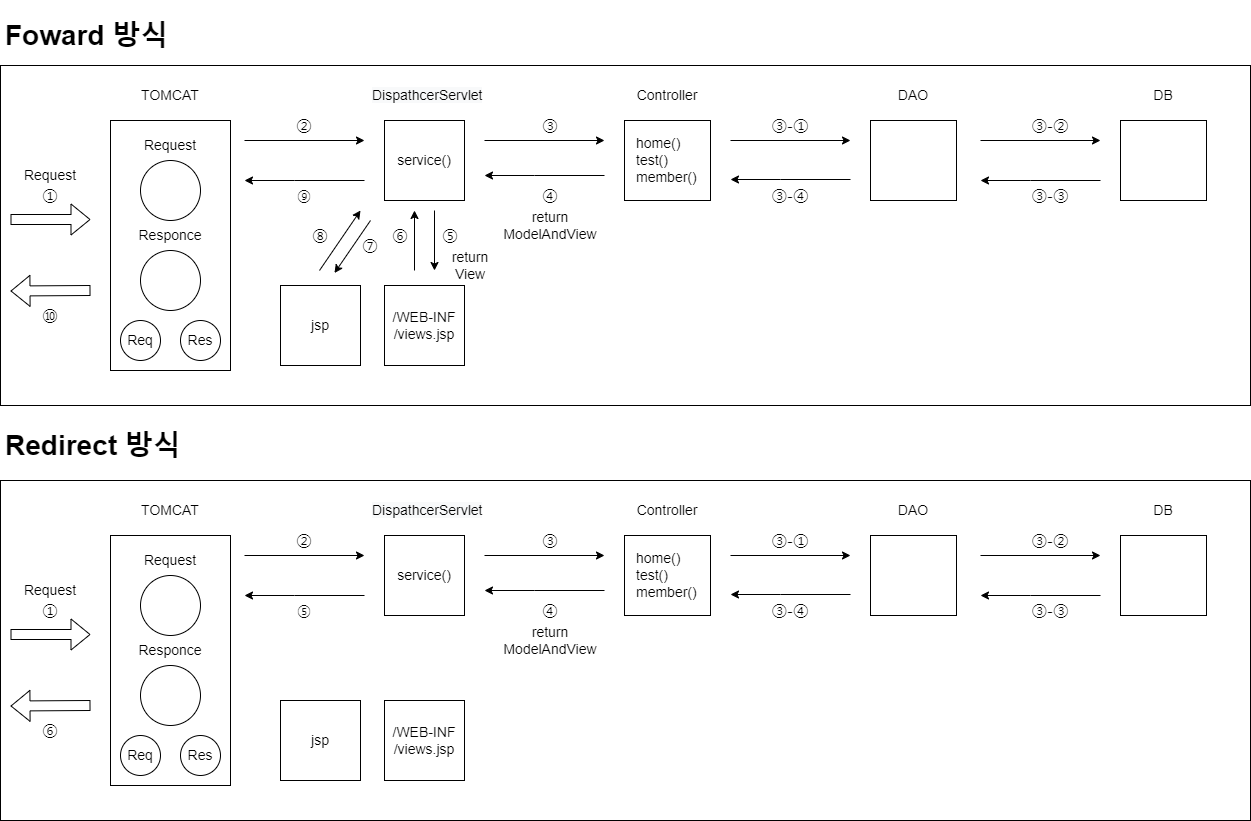 Foward 방식
TOMCAT
DispathcerServlet
Controller
DAO
DB
Request
②
service()
③
home()
test()
member()
③-①
③-②
Request
①
⑨
④
return
ModelAndView
③-④
③-③
Responce
⑧
⑦
⑥
⑤
return
View
⑩
Req
Res
jsp
/WEB-INF
/views.jsp
Redirect 방식
TOMCAT
DispathcerServlet
Controller
DAO
DB
Request
②
service()
③
home()
test()
member()
③-①
③-②
Request
①
⑤
④
return
ModelAndView
③-④
③-③
Responce
⑥
Req
Res
jsp
/WEB-INF
/views.jsp